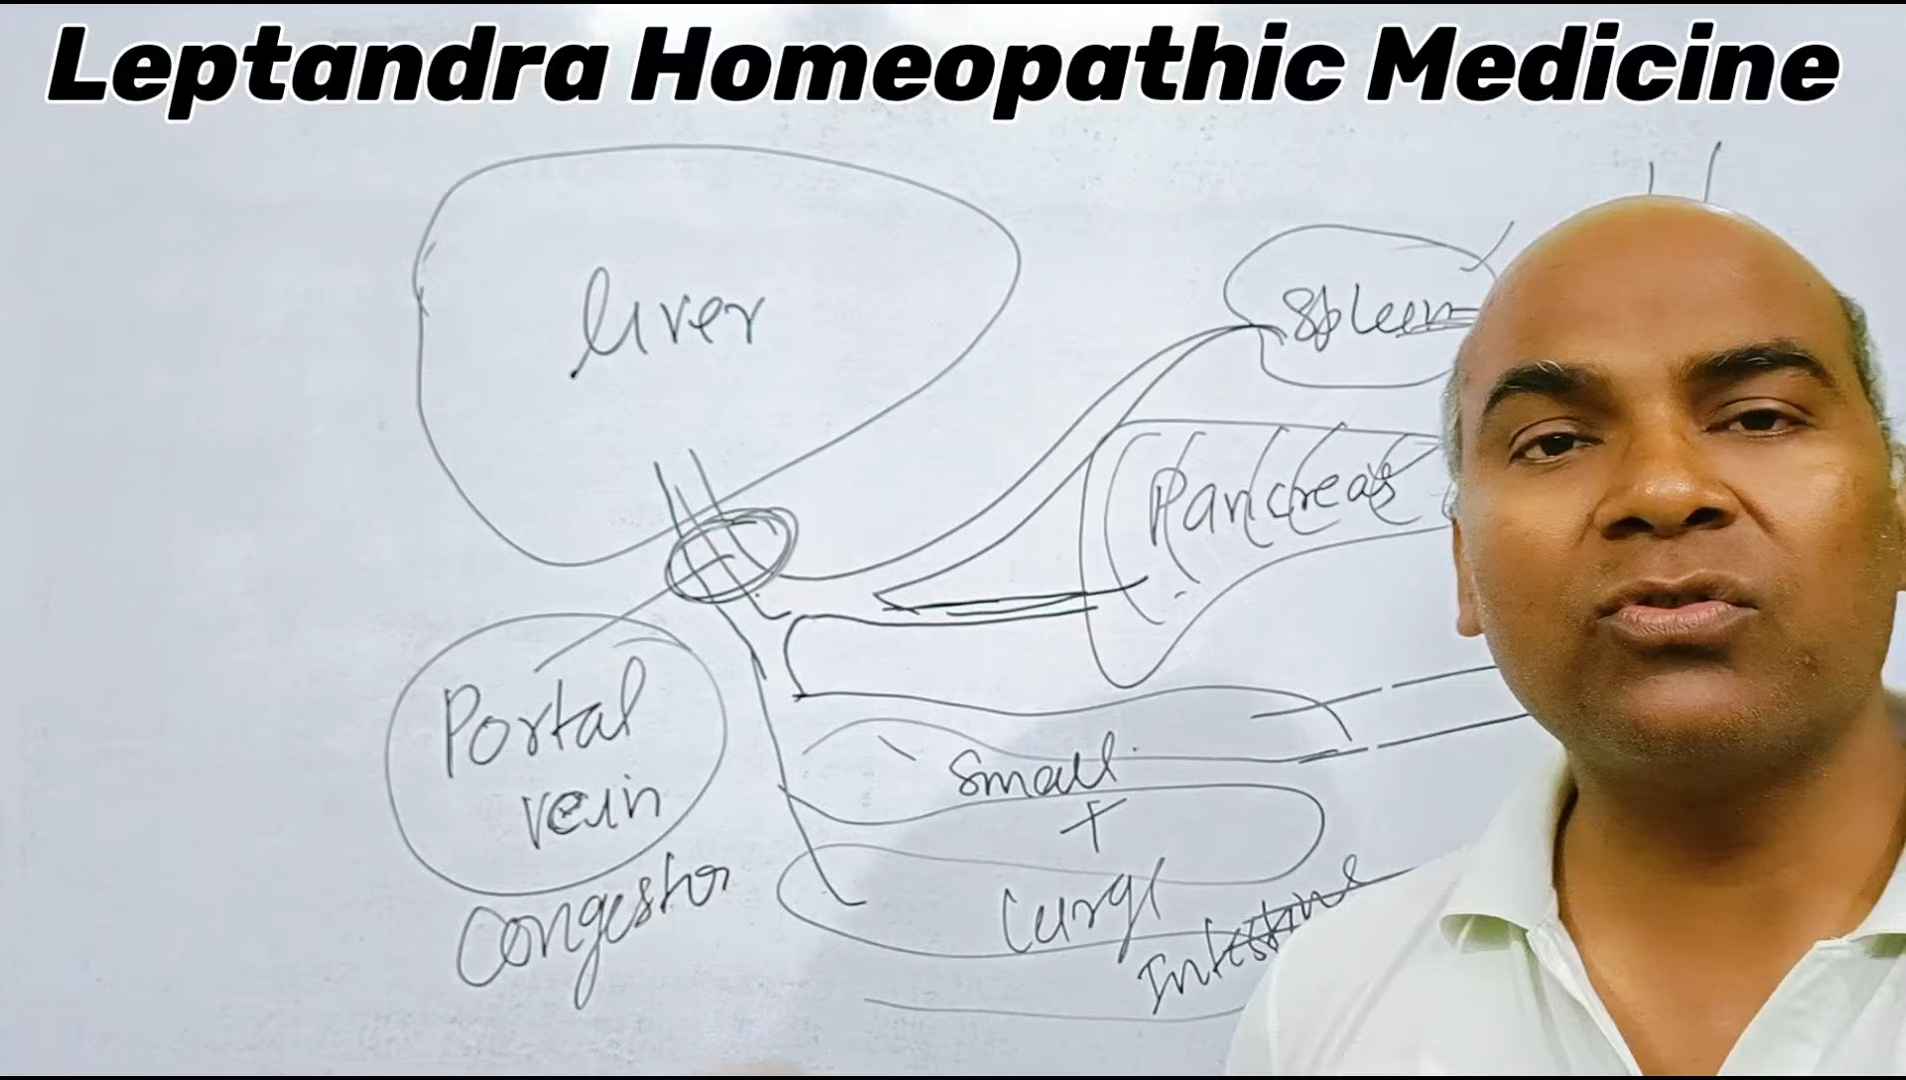 Leptandra Homeopathic Medicine
liver
Spleen
Pancreas
Portal
vein
Congestion
Small
+
Large
Intestine